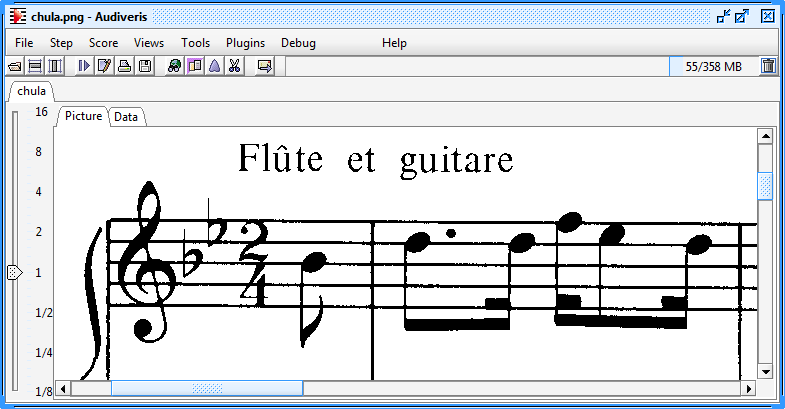 chula.png - Audiveris
File Step Score Views Tools Plugins Debug Help
55/358 MB
chula
16
Picture Data
8
4
2
1
1/2
1/4
1/8
Flûte et guitare
2
4